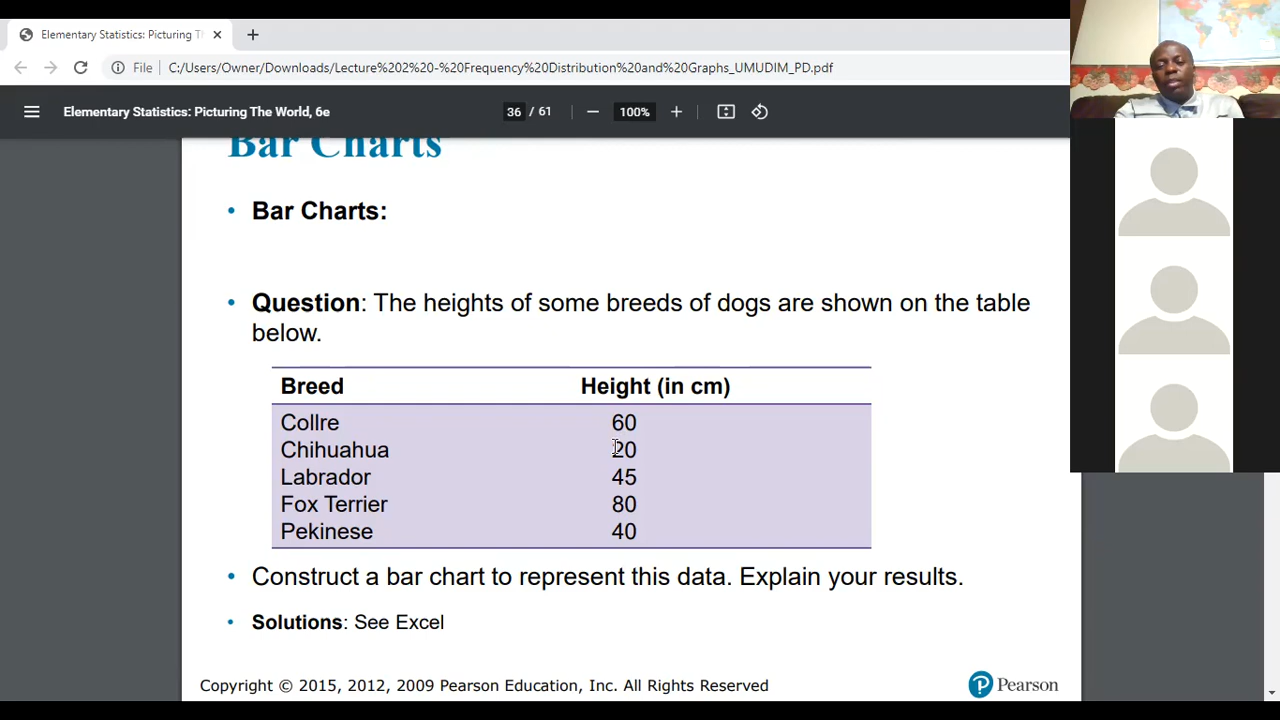 Elementary Statistics: Picturing T
File C:/Users/Owner/Downloads/Lecture%202%20-%20Frequency%20Distribution%20and%20Graphs_UMUDIM_PD.pdf
Elementary Statistics: Picturing The World, 6e 36 / 61 100%
Bar Charts
• Bar Charts:
• Question: The heights of some breeds of dogs are shown on the table
below.
Breed Height (in cm)
Collre 60
Chihuahua 20
Labrador 45
Fox Terrier 80
Pekinese 40
• Construct a bar chart to represent this data. Explain your results.
• Solutions: See Excel
Copyright © 2015, 2012, 2009 Pearson Education, Inc. All Rights Reserved
Pearson